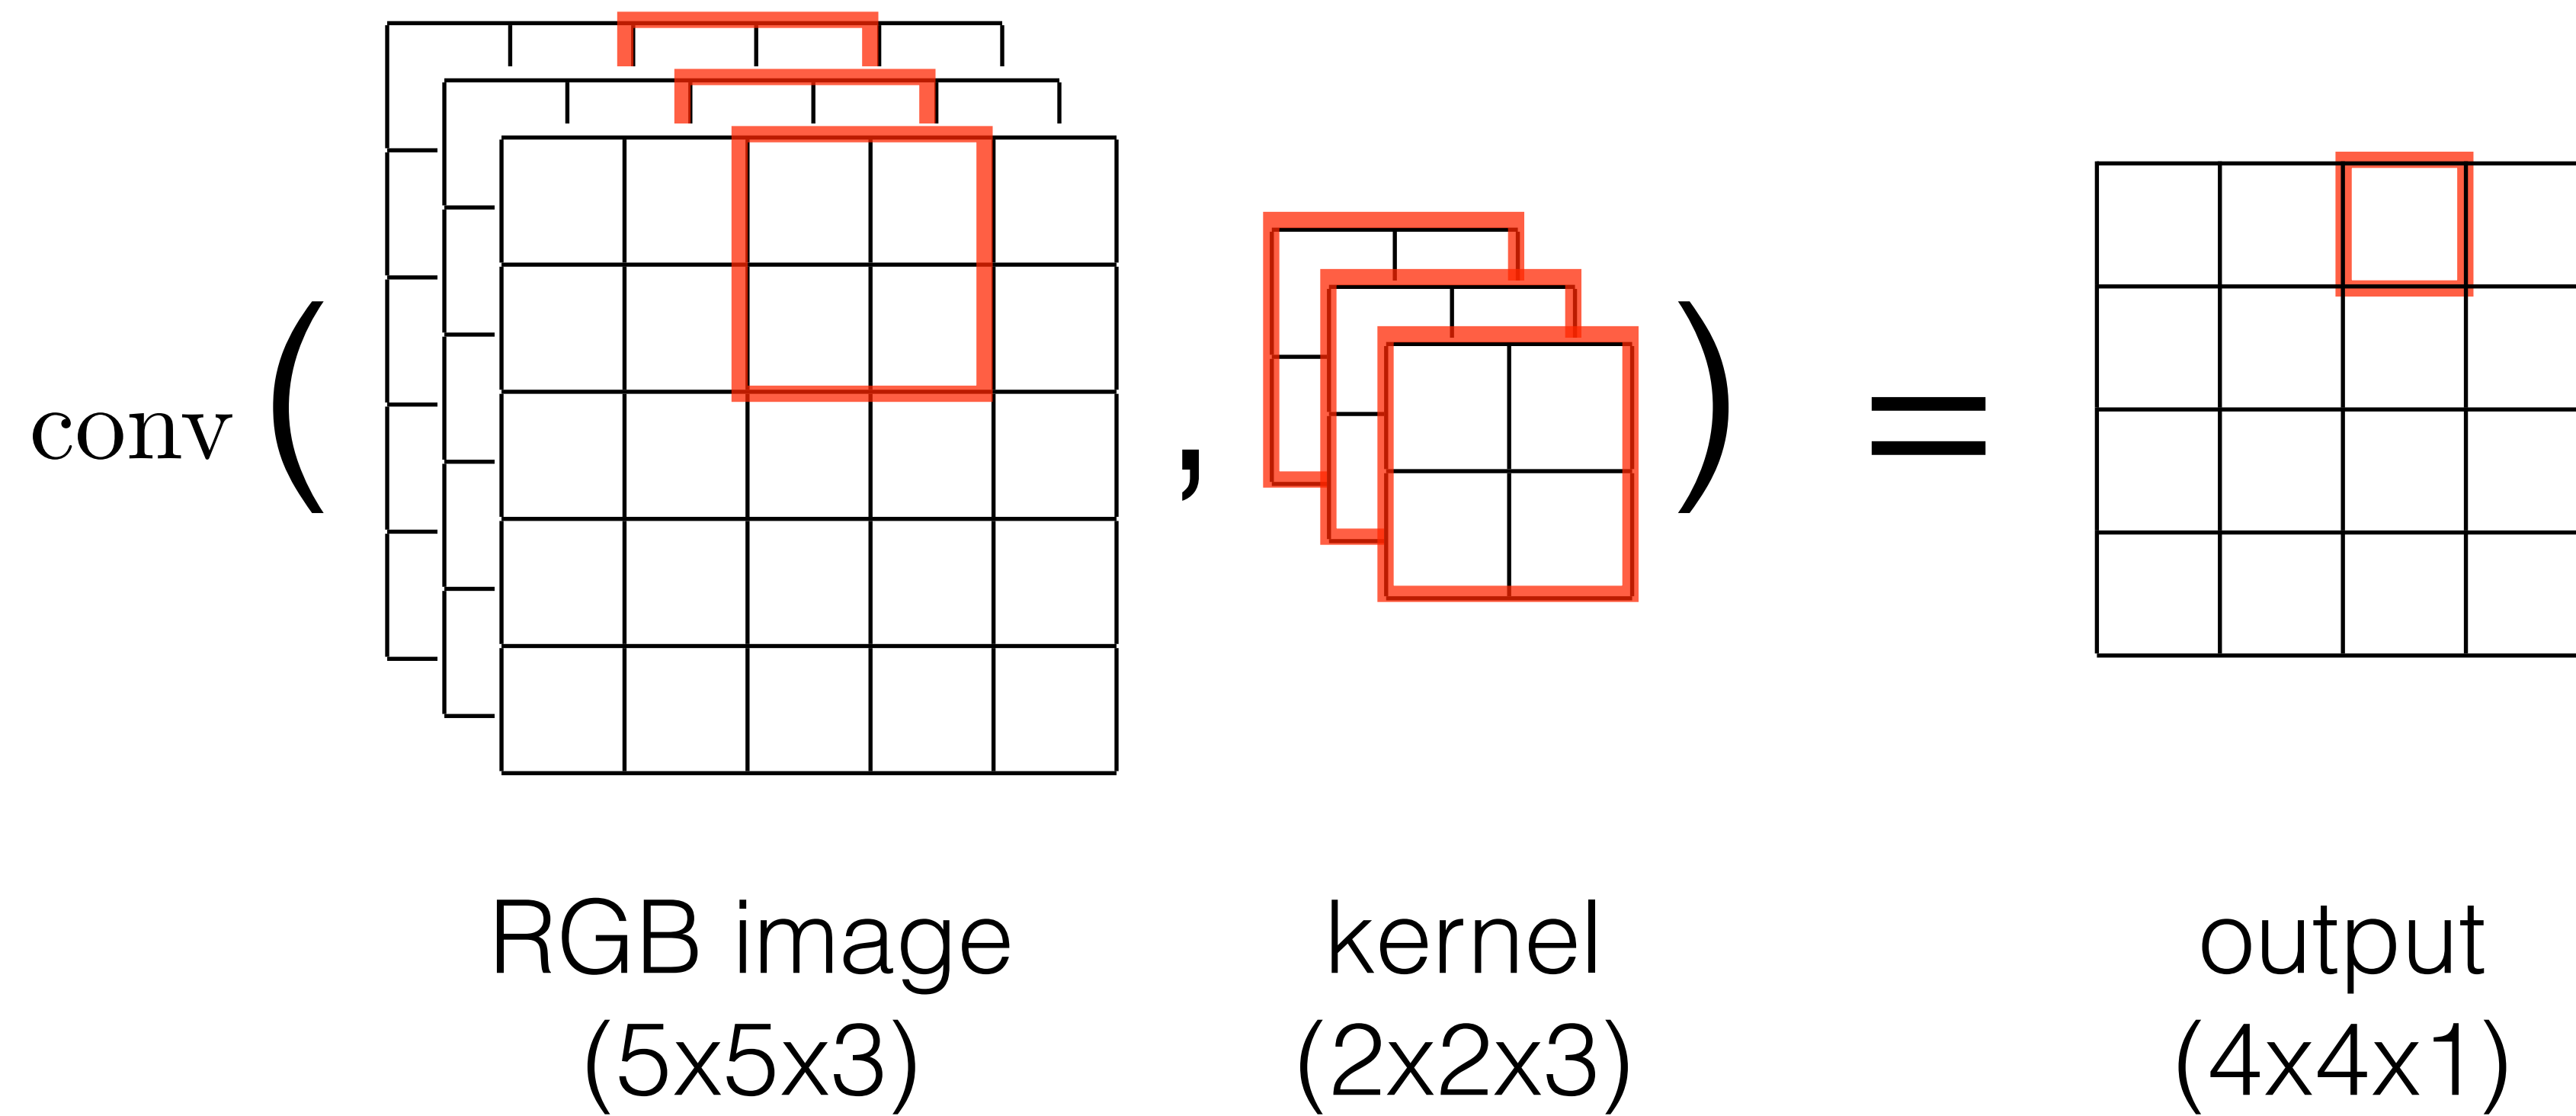 conv ( , ) =
RGB image
(5x5x3)
kernel
(2x2x3)
output
(4x4x1)